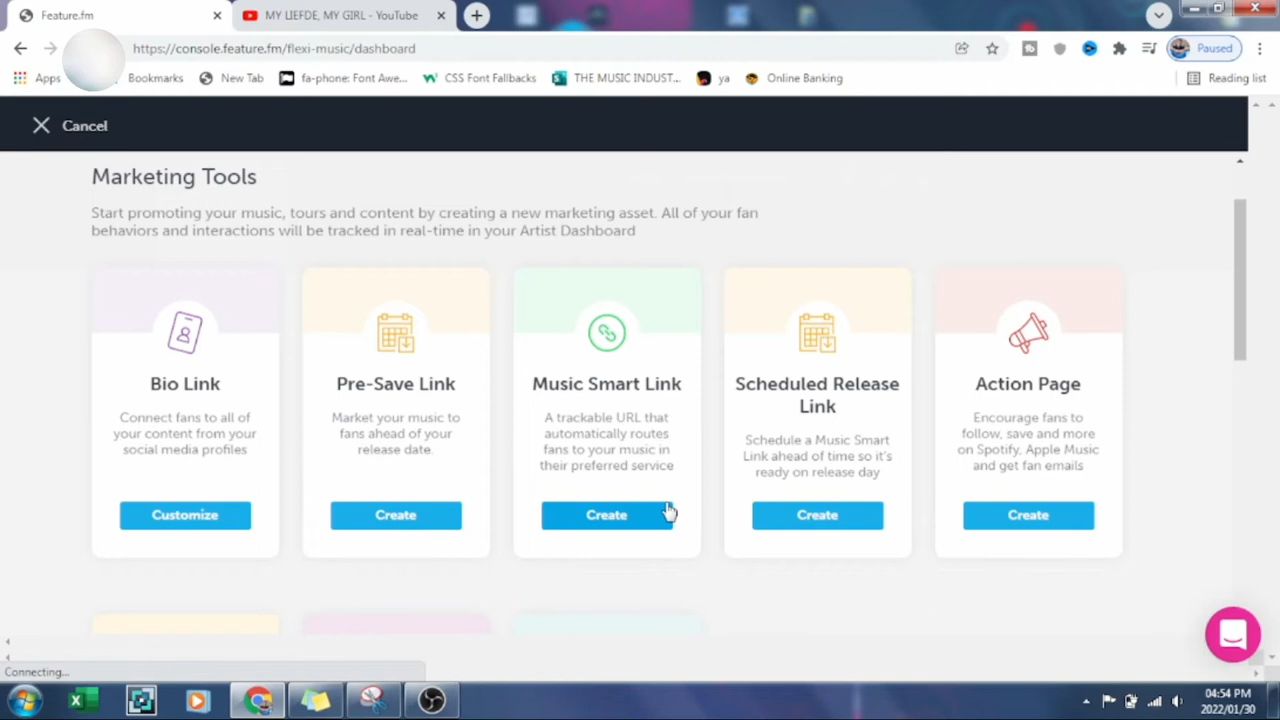 Feature.fm
MY LIEFDE, MY GIRL - YouTube
https://console.feature.fm/flexi-music/dashboard
Paused
Apps
Bookmarks
New Tab
fa-phone: Font Awe...
CSS Font Fallbacks
THE MUSIC INDUST...
ya
Online Banking
Reading list
Cancel
Marketing Tools
Start promoting your music, tours and content by creating a new marketing asset. All of your fan
behaviors and interactions will be tracked in real-time in your Artist Dashboard
Bio Link
Connect fans to all of
your content from your
social media profiles
Customize
Pre-Save Link
Market your music to
fans ahead of your
release date.
Create
Music Smart Link
A trackable URL that
automatically routes
fans to your music in
their preferred service
Create
Scheduled Release
Link
Schedule a Music Smart
Link ahead of time so it's
ready on release day
Create
Action Page
Encourage fans to
follow, save and more
on Spotify, Apple Music
and get fan emails
Create
Connecting...
04:54 PM
2022/01/30